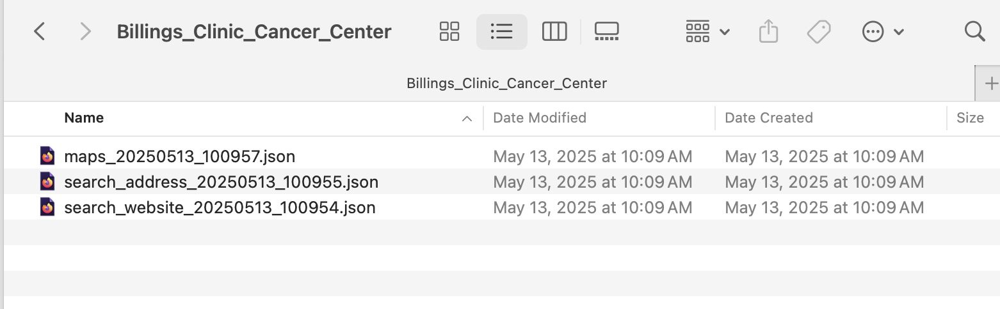 Billings_Clinic_Cancer_Center
Billings_Clinic_Cancer_Center
Name Date Modified Date Created Size
maps_20250513_100957.json May 13, 2025 at 10:09 AM May 13, 2025 at 10:09 AM
search_address_20250513_100955.json May 13, 2025 at 10:09 AM May 13, 2025 at 10:09 AM
search_website_20250513_100954.json May 13, 2025 at 10:09 AM May 13, 2025 at 10:09 AM